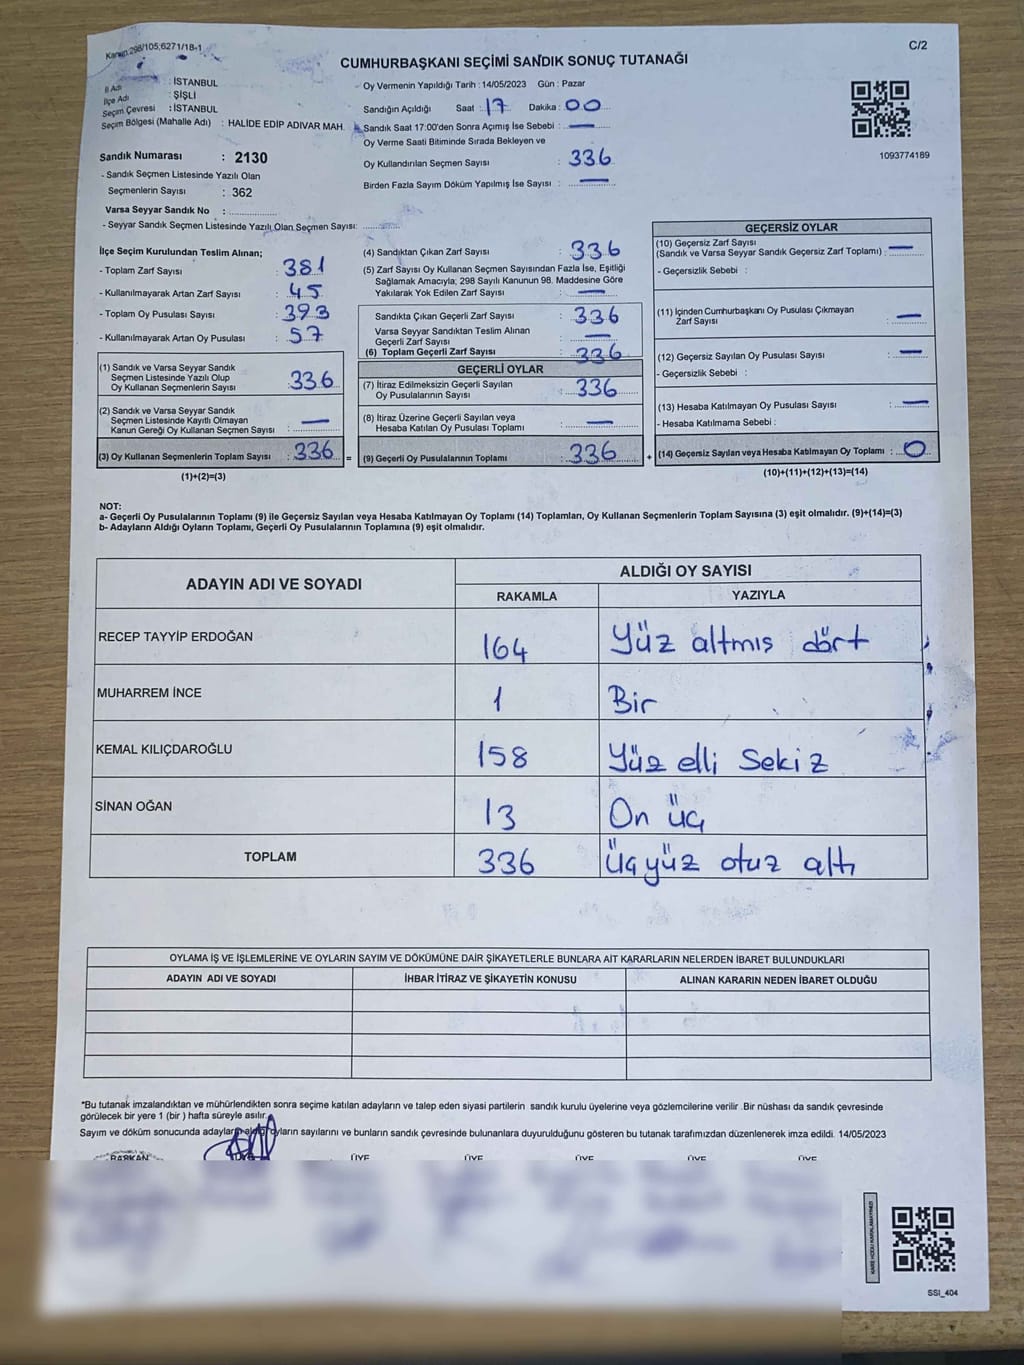 Kanun:298/105;6271/18-1
C/2
CUMHURBAŞKANI SEÇİMİ SANDIK SONUÇ TUTANAĞI
İl Adı : İSTANBUL
İlçe Adı : ŞİŞLİ
Seçim Çevresi : İSTANBUL
Seçim Bölgesi (Mahalle Adı) : HALİDE EDİP ADIVAR MAH.
Sandık Numarası : 2130
- Sandık Seçmen Listesinde Yazılı Olan
Seçmenlerin Sayısı : 362
Varsa Seyyar Sandık No :
- Seyyar Sandık Seçmen Listesinde Yazılı Olan Seçmen Sayısı:
Oy Vermenin Yapıldığı Tarih : 14/05/2023 Gün : Pazar
Sandığın Açıldığı Saat : 17 Dakika : 00
Sandık Saat 17:00'den Sonra Açımış İse Sebebi : —
Oy Verme Saati Bitiminde Sırada Bekleyen ve
Oy Kullandırılan Seçmen Sayısı : 336
Birden Fazla Sayım Döküm Yapılmış İse Sayısı : —
1093774189
İlçe Seçim Kurulundan Teslim Alınan;
- Toplam Zarf Sayısı : 381
- Kullanılmayarak Artan Zarf Sayısı : 45
- Toplam Oy Pusulası Sayısı : 393
- Kullanılmayarak Artan Oy Pusulası : 57
(1) Sandık ve Varsa Seyyar Sandık
Seçmen Listesinde Yazılı Olup
Oy Kullanan Seçmenlerin Sayısı : 336
(2) Sandık ve Varsa Seyyar Sandık
Seçmen Listesinde Kayıtlı Olmayan
Kanun Gereği Oy Kullanan Seçmen Sayısı : —
(3) Oy Kullanan Seçmenlerin Toplam Sayısı : 336
(1)+(2)=(3)
=
(4) Sandıktan Çıkan Zarf Sayısı : 336
(5) Zarf Sayısı Oy Kullanan Seçmen Sayısından Fazla İse, Eşitliği
Sağlamak Amacıyla; 298 Sayılı Kanunun 98. Maddesine Göre
Yakılarak Yok Edilen Zarf Sayısı : —
Sandıkta Çıkan Geçerli Zarf Sayısı : 336
Varsa Seyyar Sandıktan Teslim Alınan
Geçerli Zarf Sayısı : —
(6) Toplam Geçerli Zarf Sayısı : 336
GEÇERLİ OYLAR
(7) İtiraz Edilmeksizin Geçerli Sayılan
Oy Pusulalarının Sayısı : 336
(8) İtiraz Üzerine Geçerli Sayılan veya
Hesaba Katılan Oy Pusulası Toplamı : —
(9) Geçerli Oy Pusulalarının Toplamı : 336
+
GEÇERSİZ OYLAR
(10) Geçersiz Zarf Sayısı
(Sandık ve Varsa Seyyar Sandık Geçersiz Zarf Toplamı) : —
- Geçersizlik Sebebi :
(11) İçinden Cumhurbaşkanı Oy Pusulası Çıkmayan
Zarf Sayısı : —
(12) Geçersiz Sayılan Oy Pusulası Sayısı : —
- Geçersizlik Sebebi :
(13) Hesaba Katılmayan Oy Pusulası Sayısı : —
- Hesaba Katılmama Sebebi :
(14) Geçersiz Sayılan veya Hesaba Katılmayan Oy Toplamı : 0
(10)+(11)+(12)+(13)=(14)
NOT:
a- Geçerli Oy Pusulalarının Toplamı (9) ile Geçersiz Sayılan veya Hesaba Katılmayan Oy Toplamı (14) Toplamları, Oy Kullanan Seçmenlerin Toplam Sayısına (3) eşit olmalıdır. (9)+(14)=(3)
b- Adayların Aldığı Oyların Toplamı, Geçerli Oy Pusulalarının Toplamına (9) eşit olmalıdır.
ADAYIN ADI VE SOYADI
ALDIĞI OY SAYISI
RAKAMLA YAZIYLA
RECEP TAYYİP ERDOĞAN 164 Yüz altmıs dört
MUHARREM İNCE 1 Bir
KEMAL KILIÇDAROĞLU 158 Yüz elli Sekiz
SİNAN OĞAN 13 On üç
TOPLAM 336 Üçyüz otuz altı
OYLAMA İŞ VE İŞLEMLERİNE VE OYLARIN SAYIM VE DÖKÜMÜNE DAİR ŞİKAYETLERLE BUNLARA AİT KARARLARIN NELERDEN İBARET BULUNDUKLARI
ADAYIN ADI VE SOYADI İHBAR İTİRAZ VE ŞİKAYETİN KONUSU ALINAN KARARIN NEDEN İBARET OLDUĞU
*Bu tutanak imzalandıktan ve mühürlendikten sonra seçime katılan adayların ve talep eden siyasi partilerin sandık kurulu üyelerine veya gözlemcilerine verilir .Bir nüshası da sandık çevresinde
görülecek bir yere 1 (bir ) hafta süreyle asılır.
Sayım ve döküm sonucunda adayların aldığı oyların sayılarını ve bunların sandık çevresinde bulunanlara duyurulduğunu gösteren bu tutanak tarafımızdan düzenlenerek imza edildi. 14/05/2023
BAŞKAN ÜYE ÜYE ÜYE ÜYE ÜYE
SSI_404